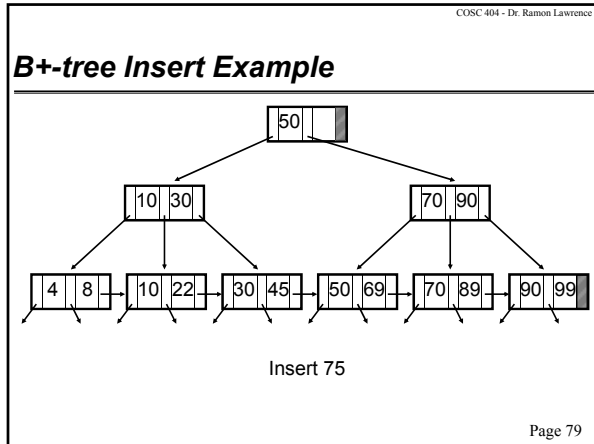 COSC 404 - Dr. Ramon Lawrence
B+-tree Insert Example
50
10 30
70 90
4 8
10 22
30 45
50 69
70 89
90 99
Insert 75
Page 79